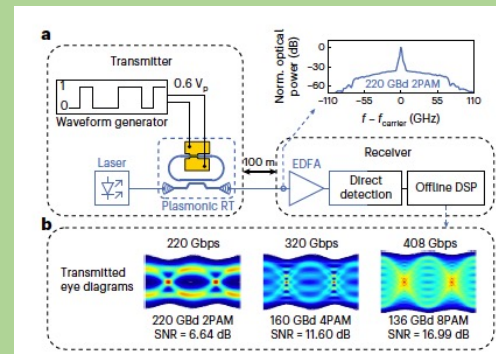 a
Transmitter
1
0
0.6 Vp
Waveform generator
Laser
Plasmonic RT
100 m
Norm. optical
power (dB)
0
–30
–60
220 GBd 2PAM
–110 –55 0 55 110
f – fcarrier (GHz)
Receiver
EDFA
Direct
detection
Offline DSP
b
Transmitted
eye diagrams
220 Gbps
320 Gbps
408 Gbps
220 GBd 2PAM
SNR = 6.64 dB
160 GBd 4PAM
SNR = 11.60 dB
136 GBd 8PAM
SNR = 16.99 dB